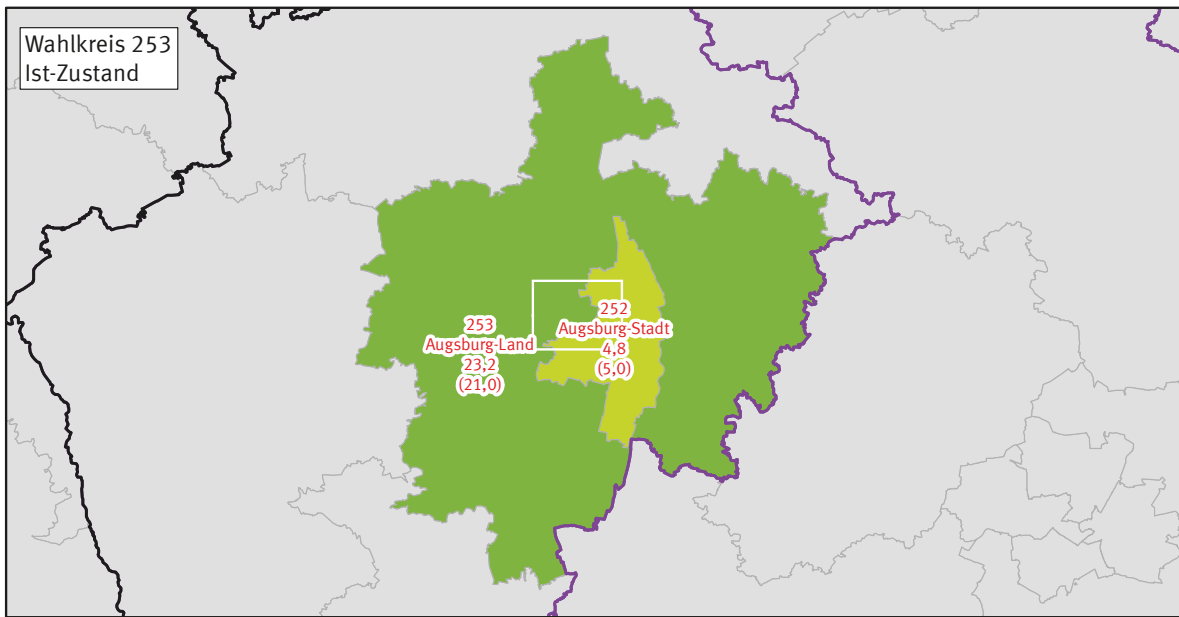 Wahlkreis 253
Ist-Zustand
253
Augsburg-Land
23,2
(21,0)
252
Augsburg-Stadt
4,8
(5,0)